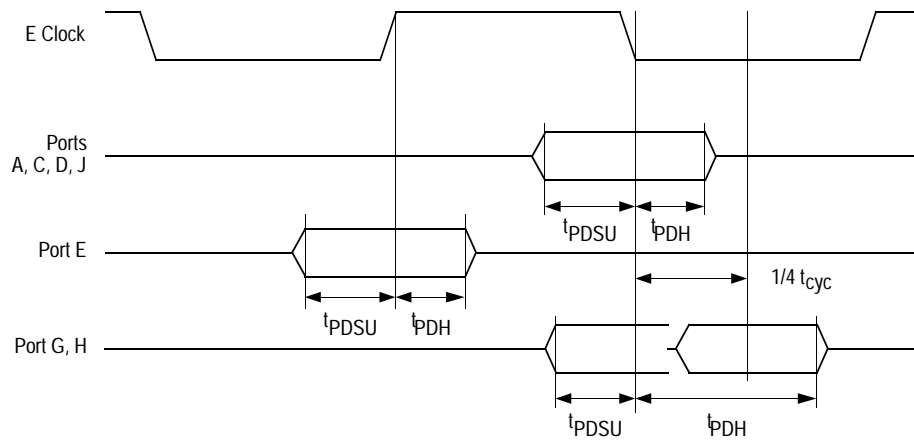 E Clock
Ports
A, C, D, J
tPDSU
tPDH
Port E
1/4 tcyc
tPDSU
tPDH
Port G, H
tPDSU
tPDH